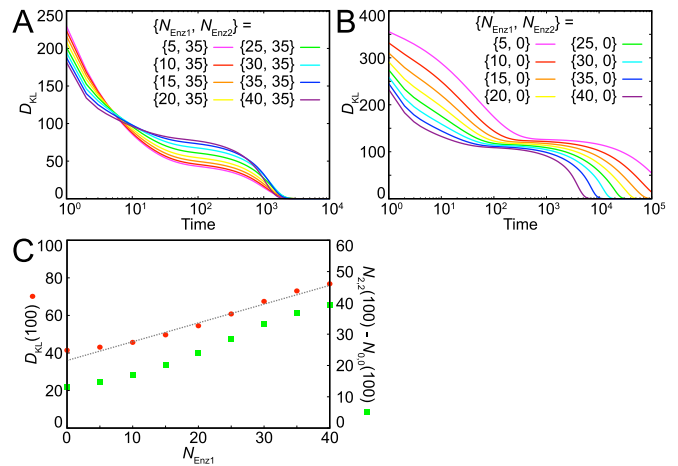 A
{N_Enz1, N_Enz2} =
{5, 35} {25, 35}
{10, 35} {30, 35}
{15, 35} {35, 35}
{20, 35} {40, 35}
D_KL
250
200
150
100
50
0
10^0 10^1 10^2 10^3 10^4
Time
B
{N_Enz1, N_Enz2} =
{5, 0} {25, 0}
{10, 0} {30, 0}
{15, 0} {35, 0}
{20, 0} {40, 0}
D_KL
400
300
200
100
0
10^0 10^1 10^2 10^3 10^4 10^5
Time
C
D_KL(100)
100
80
60
40
20
0
0 10 20 30 40
N_Enz1
60
50
40
30
20
10
0
N_2,2(100) - N_0,0(100)